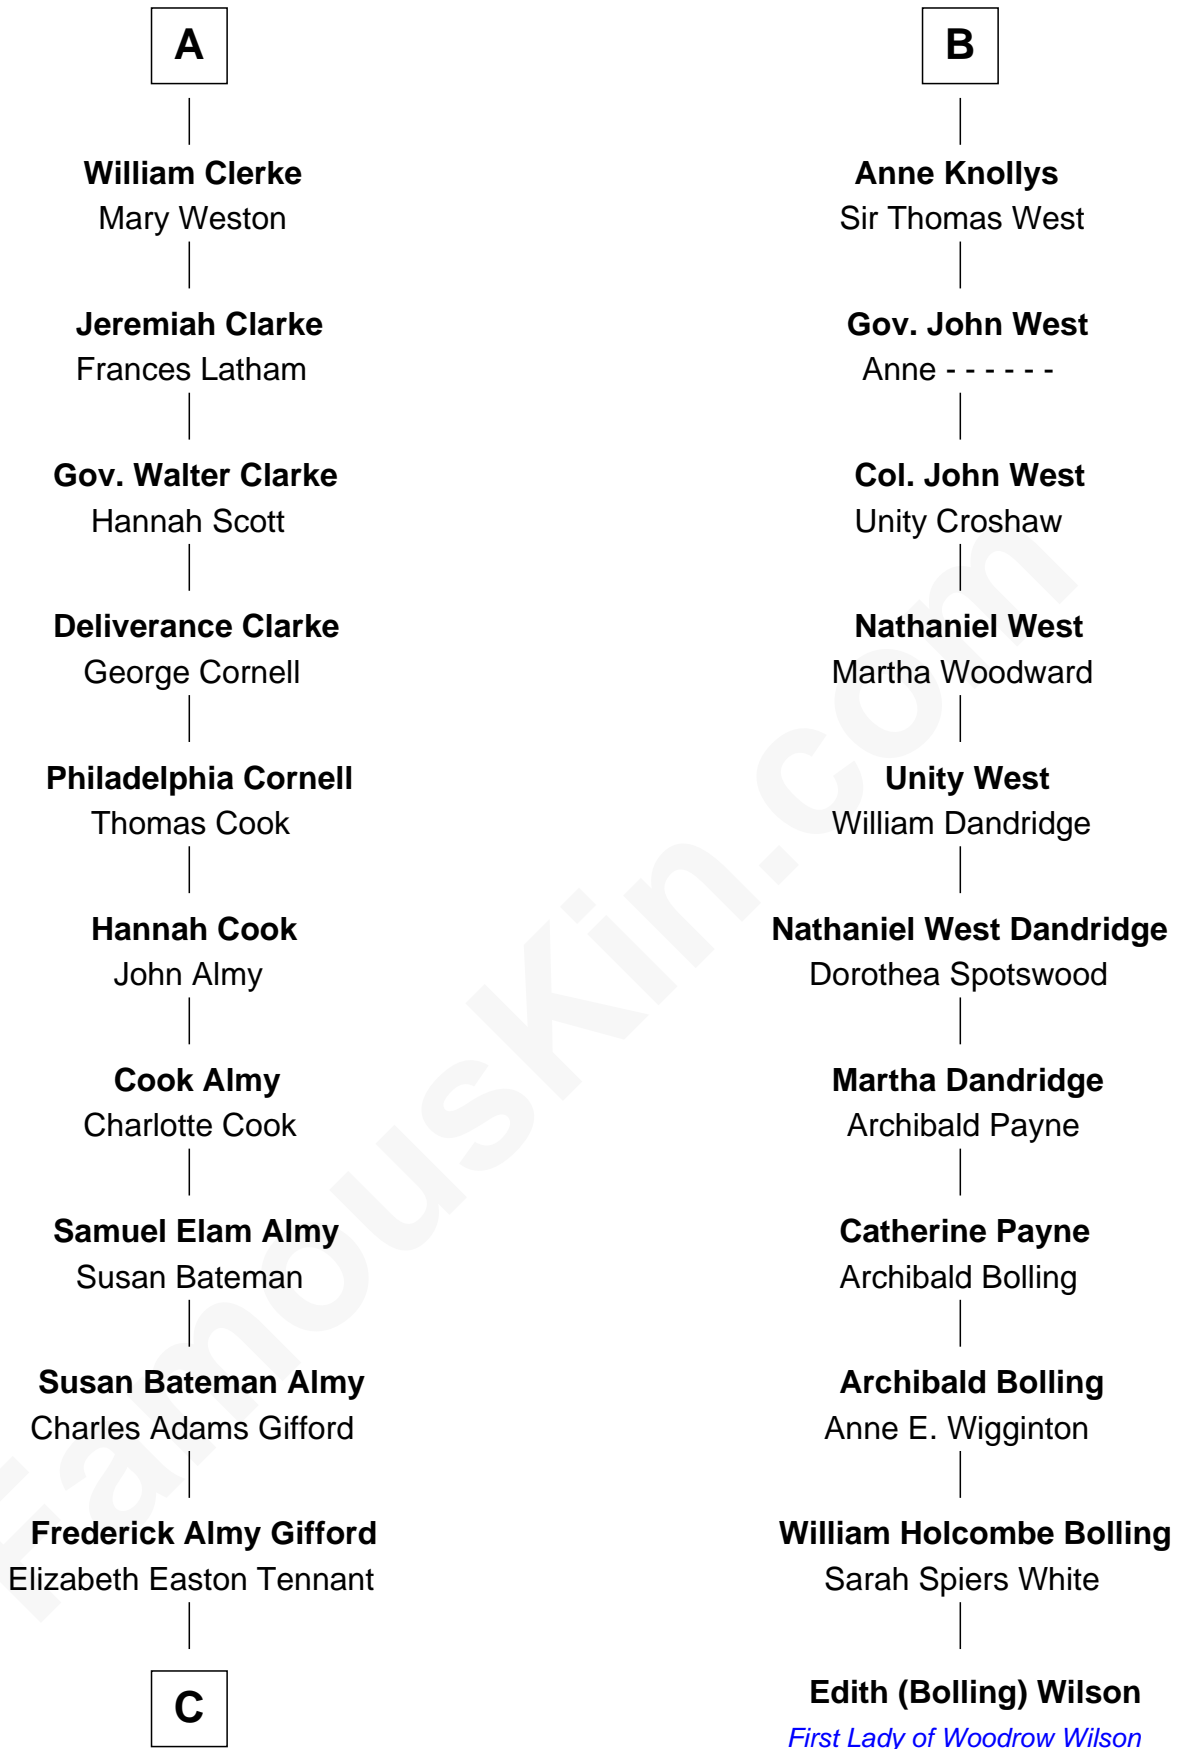 A
William Clerke
Mary Weston
Jeremiah Clarke
Frances Latham
Gov. Walter Clarke
Hannah Scott
Deliverance Clarke
George Cornell
Philadelphia Cornell
Thomas Cook
Hannah Cook
John Almy
Cook Almy
Charlotte Cook
Samuel Elam Almy
Susan Bateman
Susan Bateman Almy
Charles Adams Gifford
Frederick Almy Gifford
Elizabeth Easton Tennant
C
B
Anne Knollys
Sir Thomas West
Gov. John West
Anne - - - - - -
Col. John West
Unity Croshaw
Nathaniel West
Martha Woodward
Unity West
William Dandridge
Nathaniel West Dandridge
Dorothea Spotswood
Martha Dandridge
Archibald Payne
Catherine Payne
Archibald Bolling
Archibald Bolling
Anne E. Wigginton
William Holcombe Bolling
Sarah Spiers White
Edith (Bolling) Wilson
First Lady of Woodrow Wilson
FamousKin.com